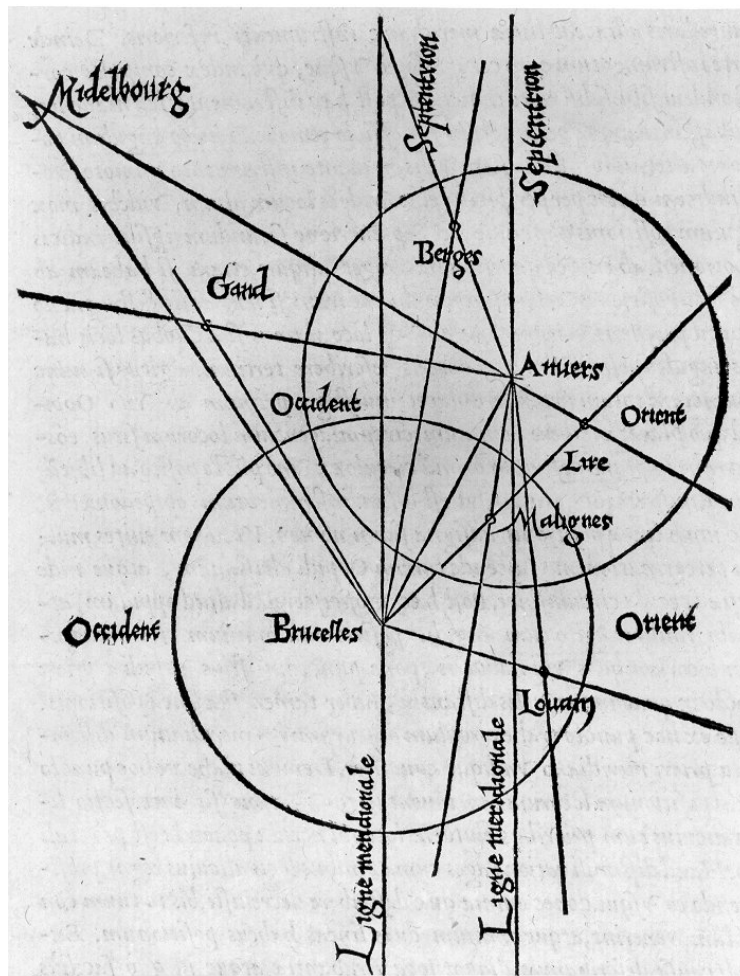 Septentrion
Septentrion
Midelbourg
Berges
Gand
Anuers
Occident
Orient
Lire
Malignes
Occident
Brucelles
Orient
Louain
Ligne meridionale
Ligne meridionale